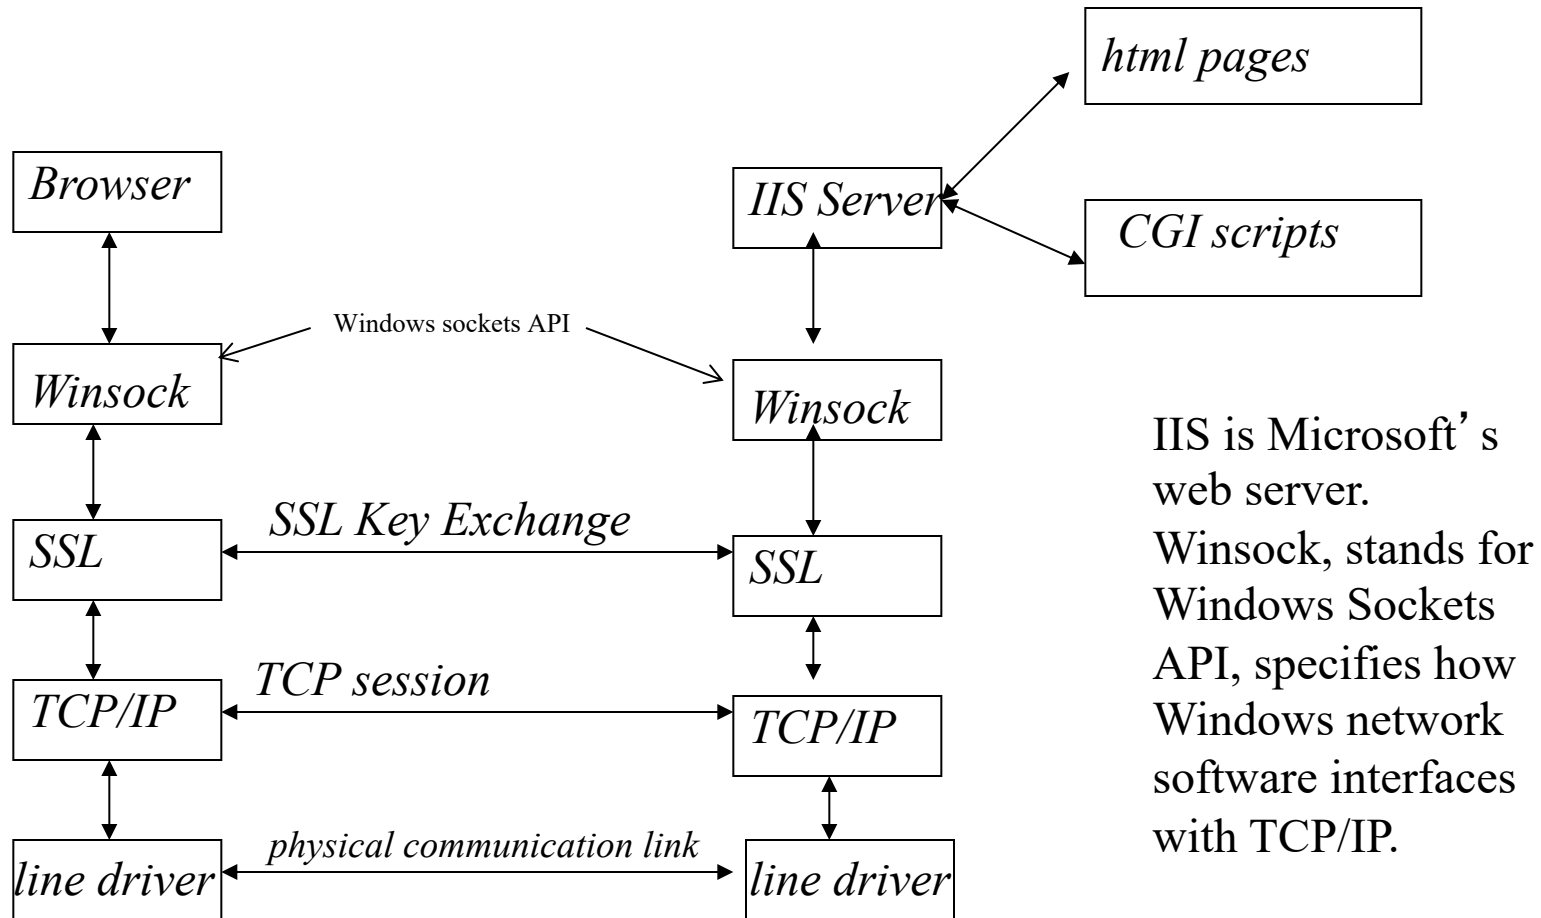 html pages
Browser
IIS Server
CGI scripts
Windows sockets API
Winsock
Winsock
IIS is Microsoft’s
web server.
Winsock, stands for
Windows Sockets
API, specifies how
Windows network
software interfaces
with TCP/IP.
SSL Key Exchange
SSL
SSL
TCP session
TCP/IP
TCP/IP
physical communication link
line driver
line driver